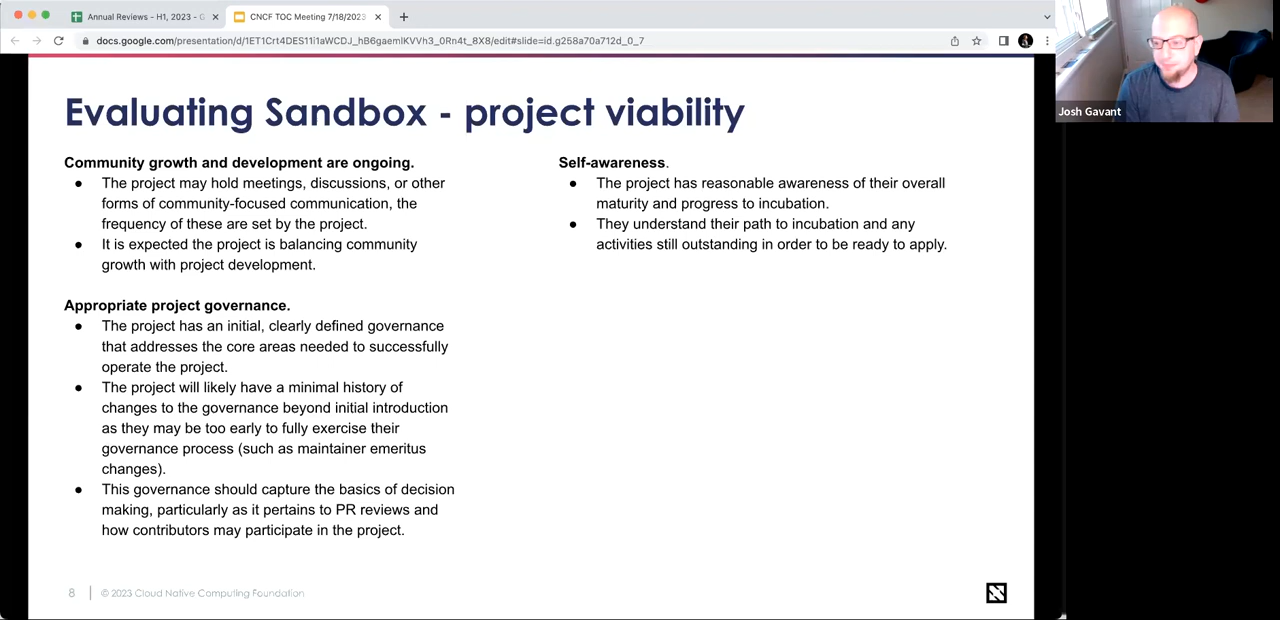 Annual Reviews - H1, 2023 - G
CNCF TOC Meeting 7/18/2023
docs.google.com/presentation/d/1ET1Crt4DES11i1aWCDJ_hB6gaemlKVVh3_0Rn4t_8X8/edit#slide=id.g258a70a712d_0_7
Josh Gavant
Evaluating Sandbox - project viability
Community growth and development are ongoing.
● The project may hold meetings, discussions, or other
forms of community-focused communication, the
frequency of these are set by the project.
● It is expected the project is balancing community
growth with project development.
Appropriate project governance.
● The project has an initial, clearly defined governance
that addresses the core areas needed to successfully
operate the project.
● The project will likely have a minimal history of
changes to the governance beyond initial introduction
as they may be too early to fully exercise their
governance process (such as maintainer emeritus
changes).
● This governance should capture the basics of decision
making, particularly as it pertains to PR reviews and
how contributors may participate in the project.
Self-awareness.
● The project has reasonable awareness of their overall
maturity and progress to incubation.
● They understand their path to incubation and any
activities still outstanding in order to be ready to apply.
8 | © 2023 Cloud Native Computing Foundation